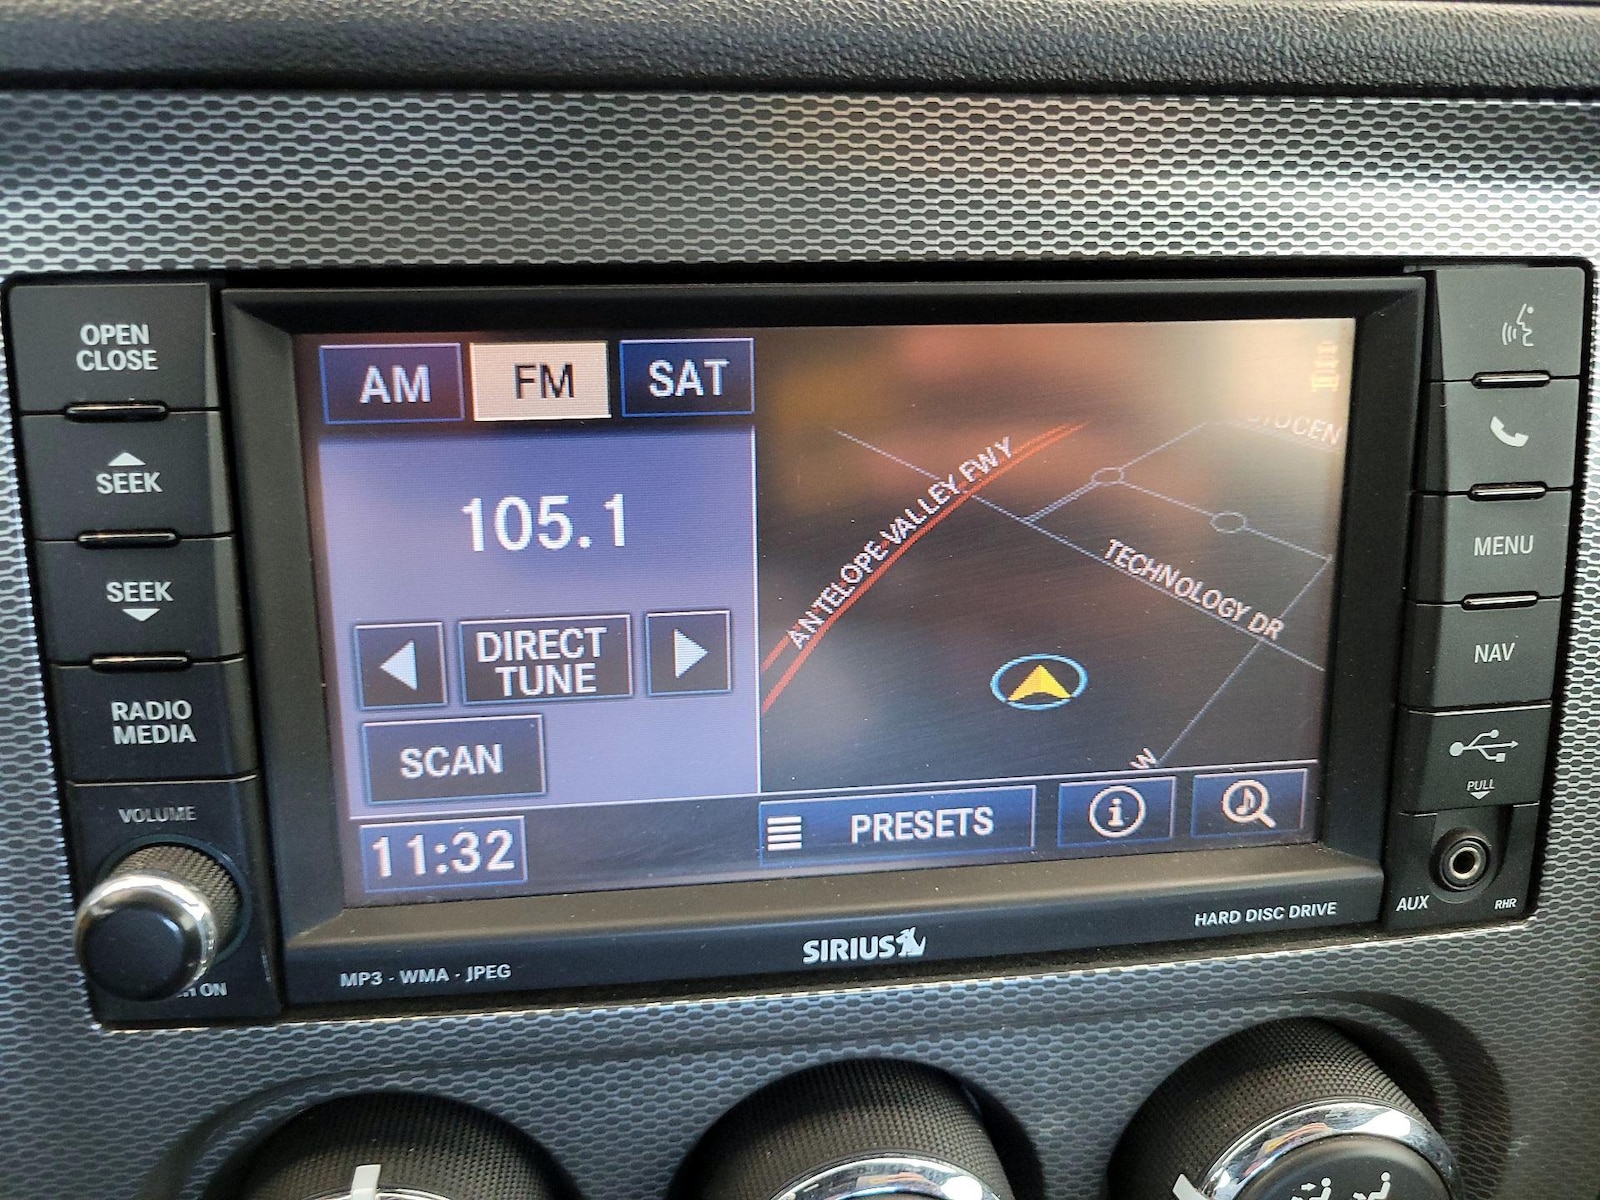 OPEN
CLOSE
SEEK
SEEK
RADIO
MEDIA
VOLUME
ON
AM
FM
SAT
105.1
DIRECT
TUNE
SCAN
11:32
ANTELOPE VALLEY FWY
TECHNOLOGY DR
W
PRESETS
MENU
NAV
PULL
AUX
RHR
MP3 - WMA - JPEG
SIRIUS
HARD DISC DRIVE